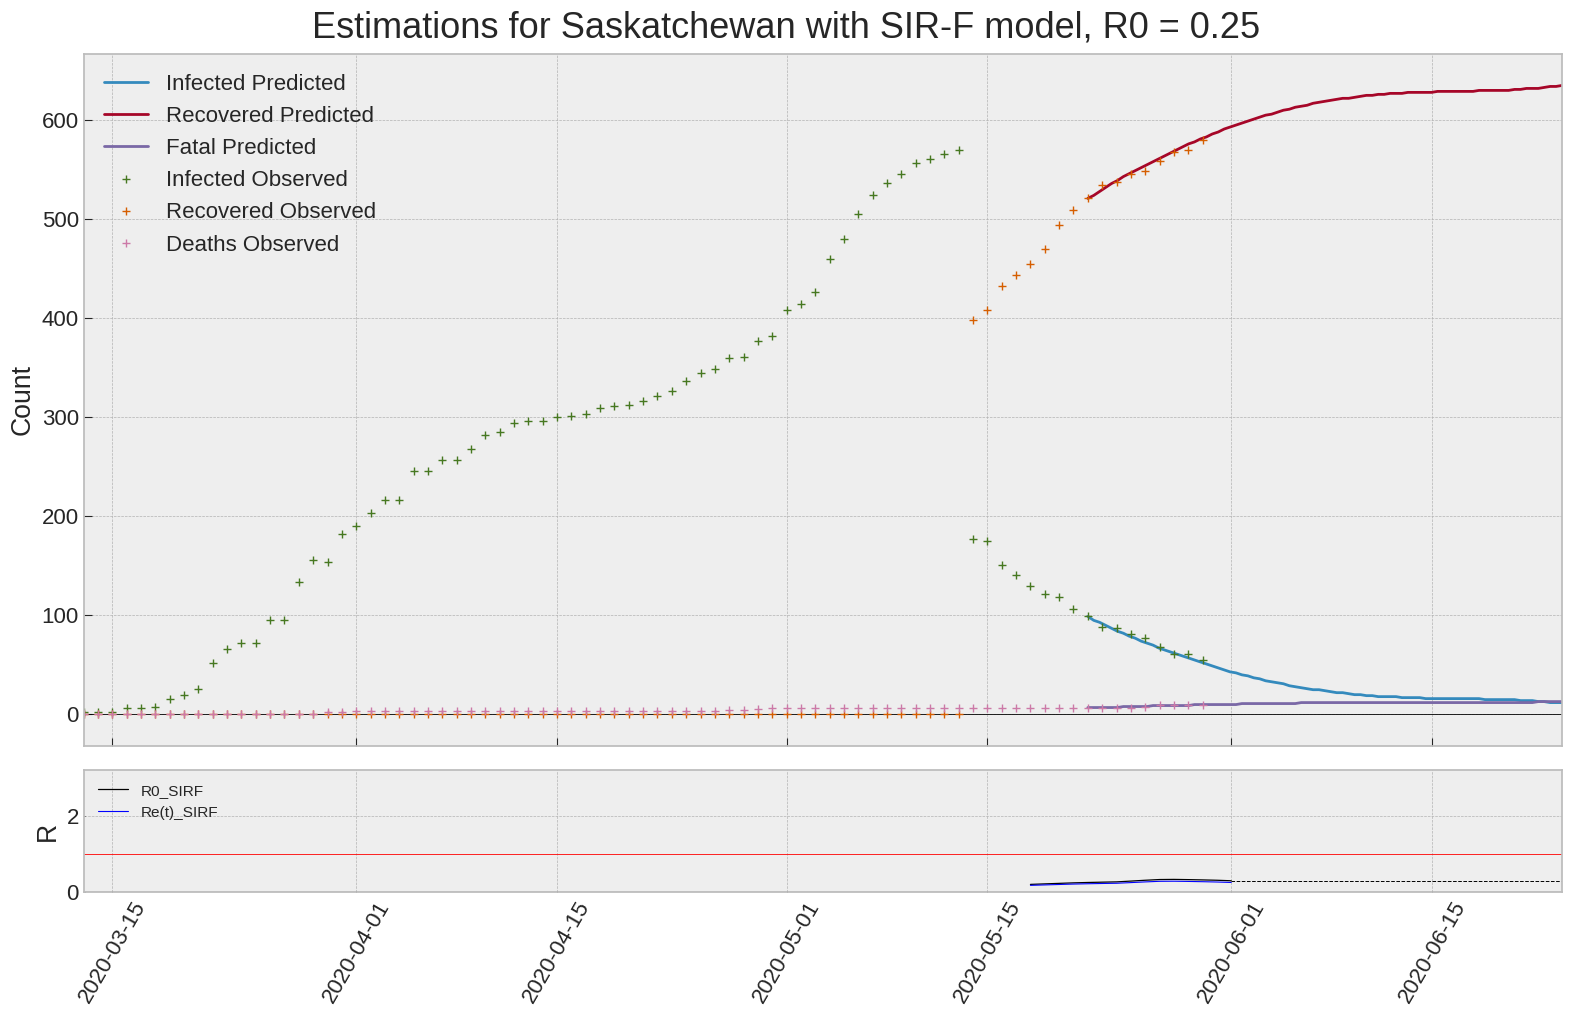 Estimations for Saskatchewan with SIR-F model, R0 = 0.25
Infected Predicted
Recovered Predicted
Fatal Predicted
Infected Observed
Recovered Observed
Deaths Observed
600
500
400
300
200
100
0
Count
R0_SIRF
Re(t)_SIRF
2
0
R
2020-03-15
2020-04-01
2020-04-15
2020-05-01
2020-05-15
2020-06-01
2020-06-15